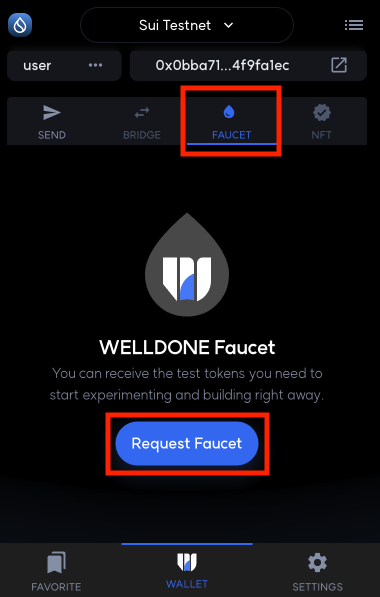 Sui Testnet
user ... 0x0bba71...4f9fa1ec
SEND BRIDGE FAUCET NFT
WELLDONE Faucet
You can receive the test tokens you need to
start experimenting and building right away.
Request Faucet
FAVORITE WALLET SETTINGS